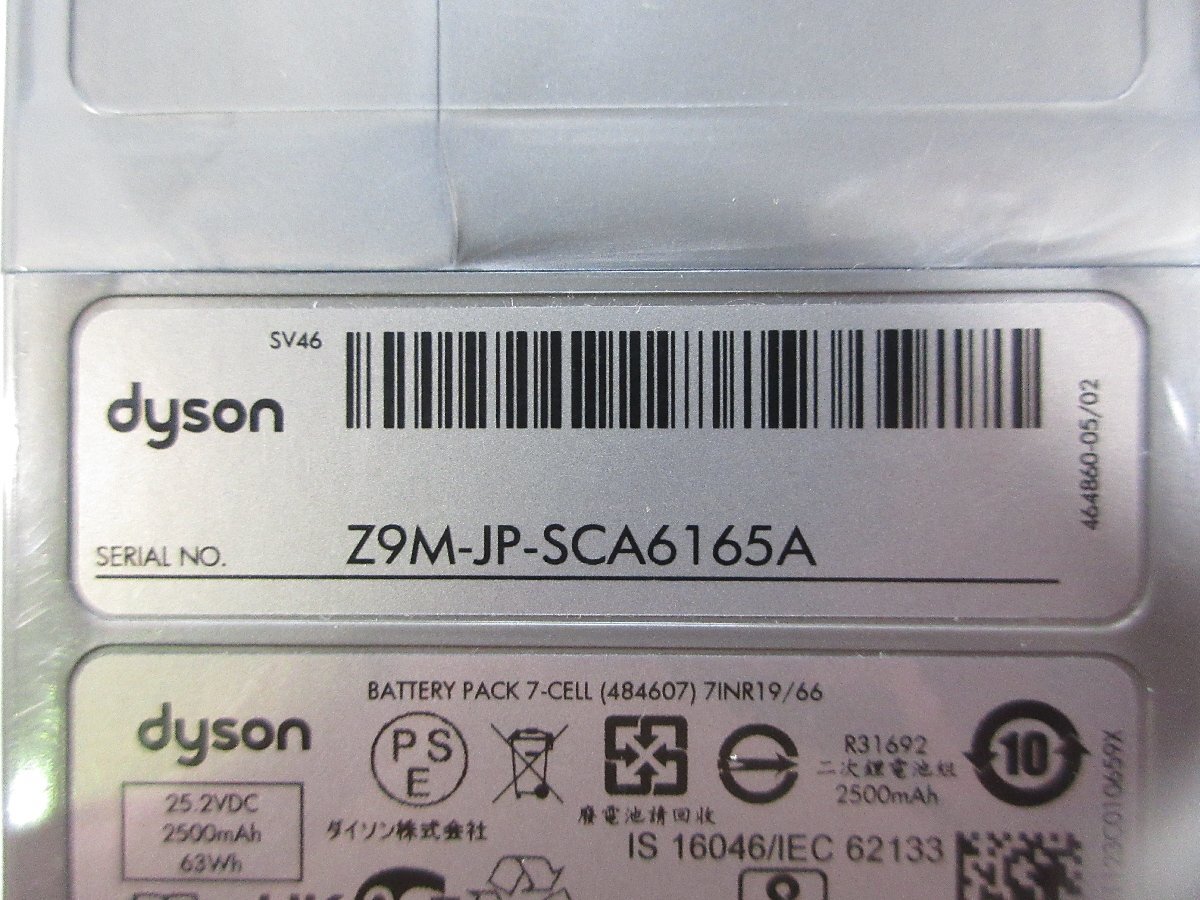 SV46
dyson
464860-05/02
SERIAL NO. Z9M-JP-SCA6165A
BATTERY PACK 7-CELL (484607) 7INR19/66
dyson
PSE
R31692
二次鋰電池組
2500mAh
10
25.2VDC
2500mAh
63Wh
ダイソン株式会社
廢電池請回收
IS 16046/IEC 62133